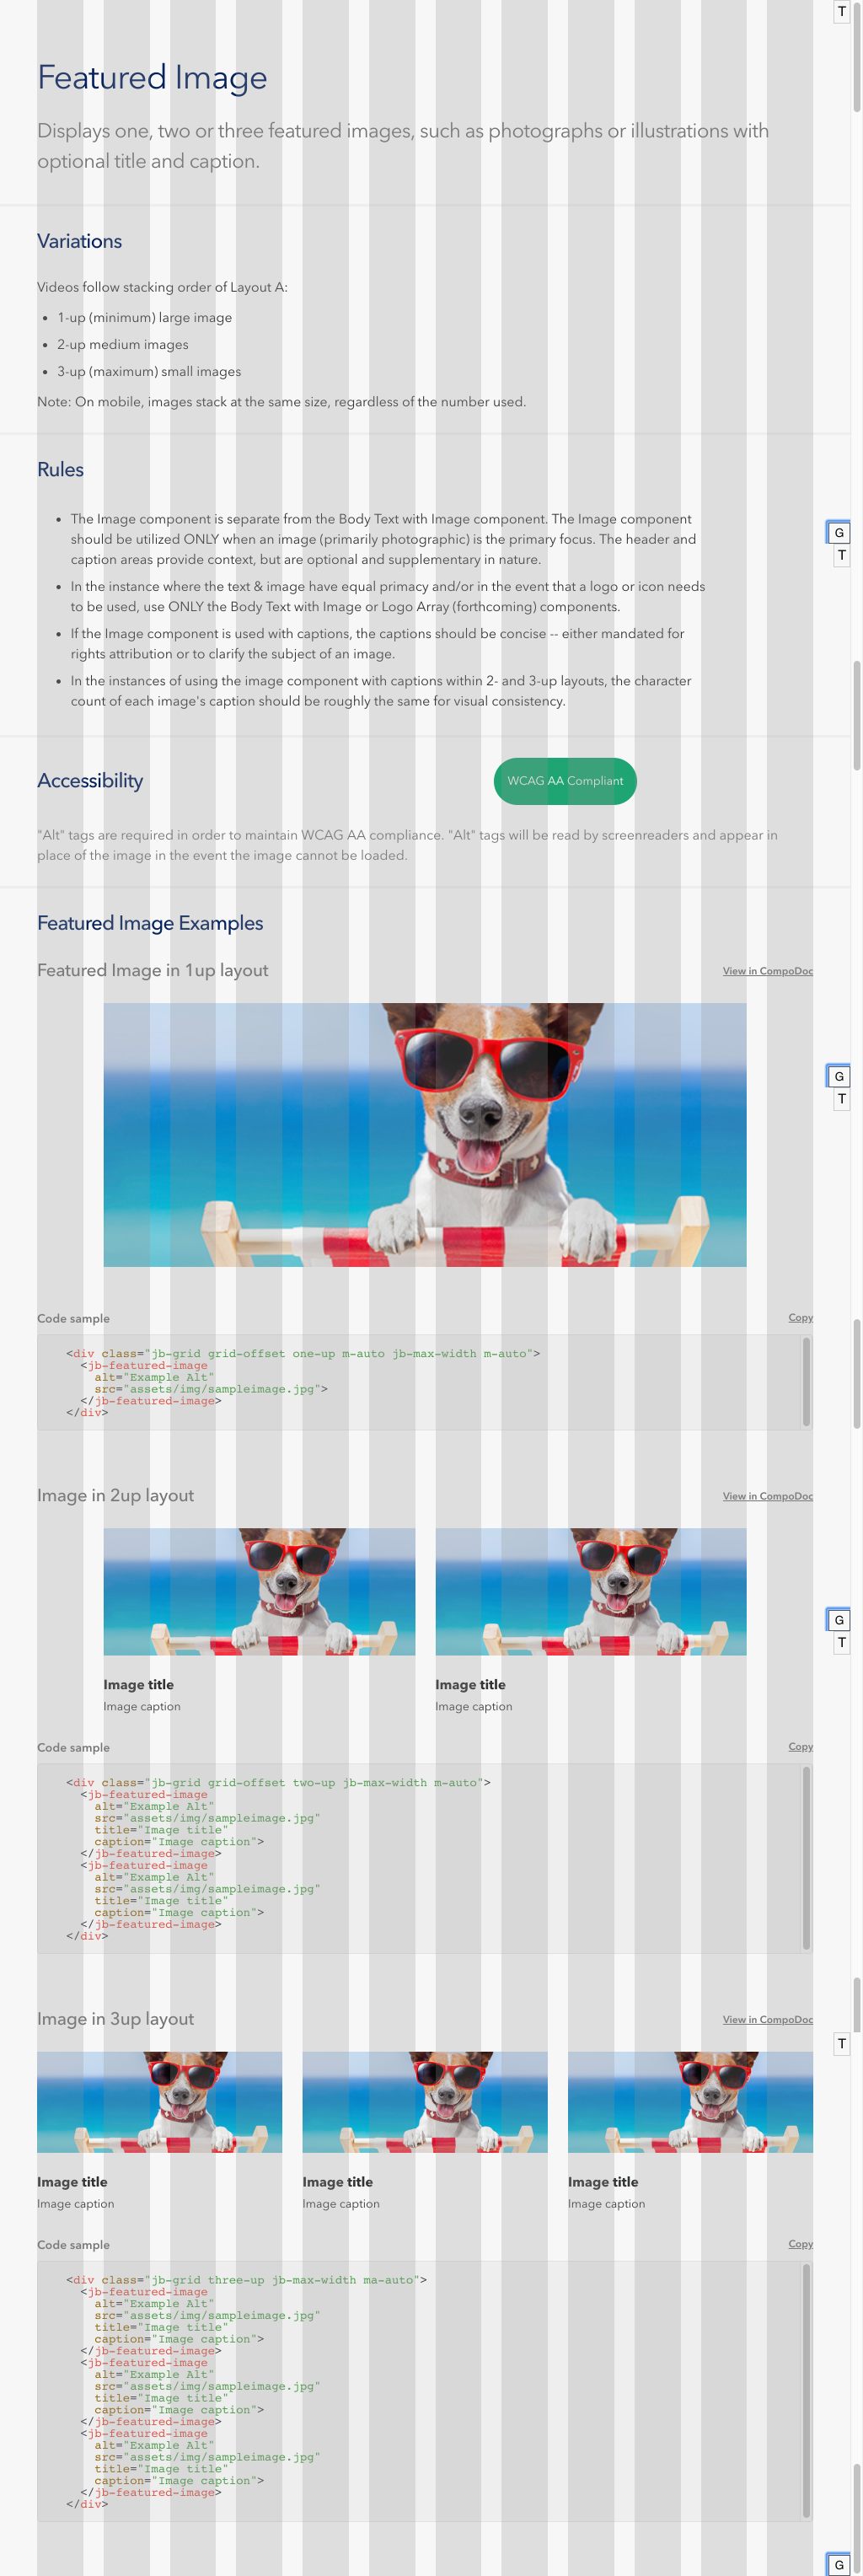 T
Featured Image
Displays one, two or three featured images, such as photographs or illustrations with
optional title and caption.
Variations
Videos follow stacking order of Layout A:
• 1-up (minimum) large image
• 2-up medium images
• 3-up (maximum) small images
Note: On mobile, images stack at the same size, regardless of the number used.
Rules
• The Image component is separate from the Body Text with Image component. The Image component
should be utilized ONLY when an image (primarily photographic) is the primary focus. The header and
caption areas provide context, but are optional and supplementary in nature.
G
T
• In the instance where the text & image have equal primacy and/or in the event that a logo or icon needs
to be used, use ONLY the Body Text with Image or Logo Array (forthcoming) components.
• If the Image component is used with captions, the captions should be concise -- either mandated for
rights attribution or to clarify the subject of an image.
• In the instances of using the image component with captions within 2- and 3-up layouts, the character
count of each image's caption should be roughly the same for visual consistency.
Accessibility
WCAG AA Compliant
"Alt" tags are required in order to maintain WCAG AA compliance. "Alt" tags will be read by screenreaders and appear in
place of the image in the event the image cannot be loaded.
Featured Image Examples
Featured Image in 1up layout
View in CompoDoc
G
T
Code sample
Copy
<div class="jb-grid grid-offset one-up m-auto jb-max-width m-auto">
<jb-featured-image
alt="Example Alt"
src="assets/img/sampleimage.jpg">
</jb-featured-image>
</div>
Image in 2up layout
View in CompoDoc
G
T
Image title
Image caption
Image title
Image caption
Code sample
Copy
<div class="jb-grid grid-offset two-up jb-max-width m-auto">
<jb-featured-image
alt="Example Alt"
src="assets/img/sampleimage.jpg"
title="Image title"
caption="Image caption">
</jb-featured-image>
<jb-featured-image
alt="Example Alt"
src="assets/img/sampleimage.jpg"
title="Image title"
caption="Image caption">
</jb-featured-image>
</div>
Image in 3up layout
View in CompoDoc
T
Image title
Image caption
Image title
Image caption
Image title
Image caption
Code sample
Copy
<div class="jb-grid three-up jb-max-width ma-auto">
<jb-featured-image
alt="Example Alt"
src="assets/img/sampleimage.jpg"
title="Image title"
caption="Image caption">
</jb-featured-image>
<jb-featured-image
alt="Example Alt"
src="assets/img/sampleimage.jpg"
title="Image title"
caption="Image caption">
</jb-featured-image>
<jb-featured-image
alt="Example Alt"
src="assets/img/sampleimage.jpg"
title="Image title"
caption="Image caption">
</jb-featured-image>
</div>
G